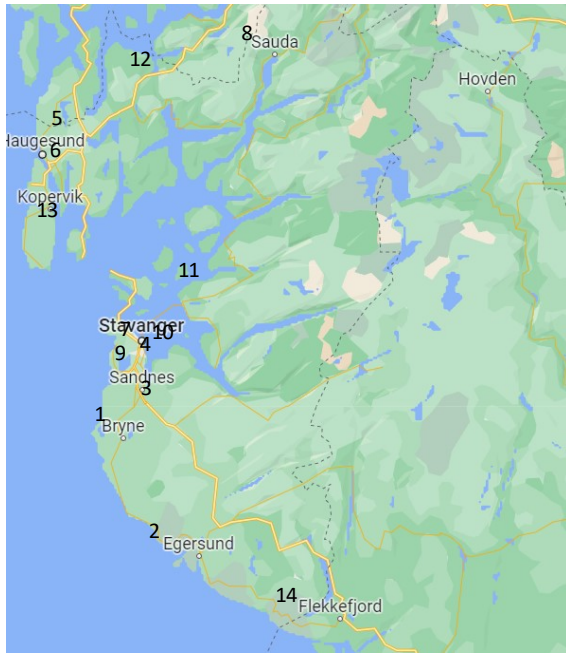 8
Sauda
12
Hovden
5
Haugesund
6
Kopervik
13
11
7
Stavanger
10
4
9
Sandnes
3
1
Bryne
2
Egersund
14
Flekkefjord